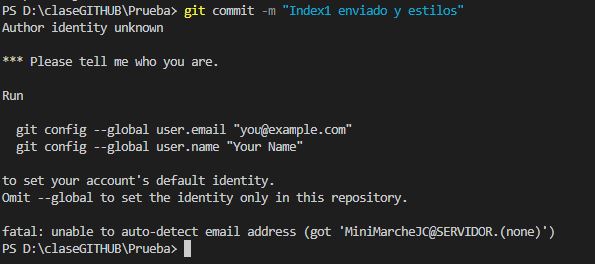 PS D:\claseGITHUB\Prueba> git commit -m "Index1 enviado y estilos"
Author identity unknown
*** Please tell me who you are.
Run
git config --global user.email "you@example.com"
git config --global user.name "Your Name"
to set your account's default identity.
Omit --global to set the identity only in this repository.
fatal: unable to auto-detect email address (got 'MiniMarcheJC@SERVIDOR.(none)')
PS D:\claseGITHUB\Prueba>